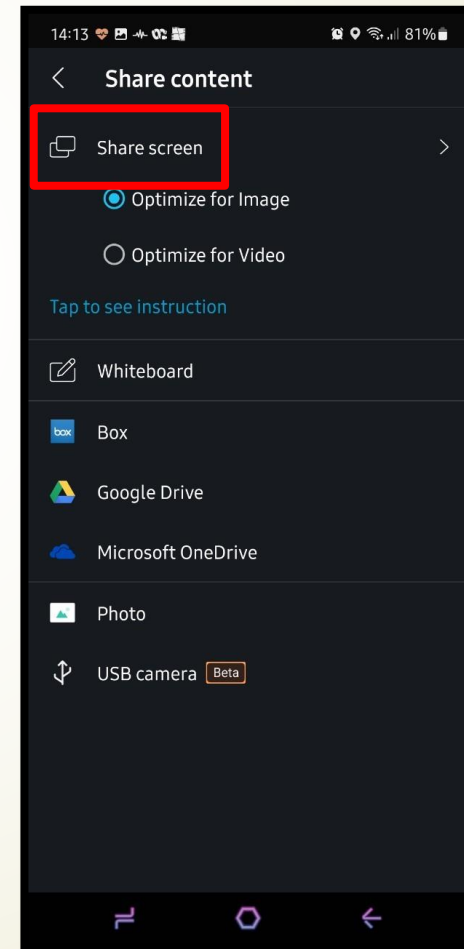 14:13 81%
Share content
Share screen
Optimize for Image
Optimize for Video
Tap to see instruction
Whiteboard
box Box
Google Drive
Microsoft OneDrive
Photo
USB camera Beta